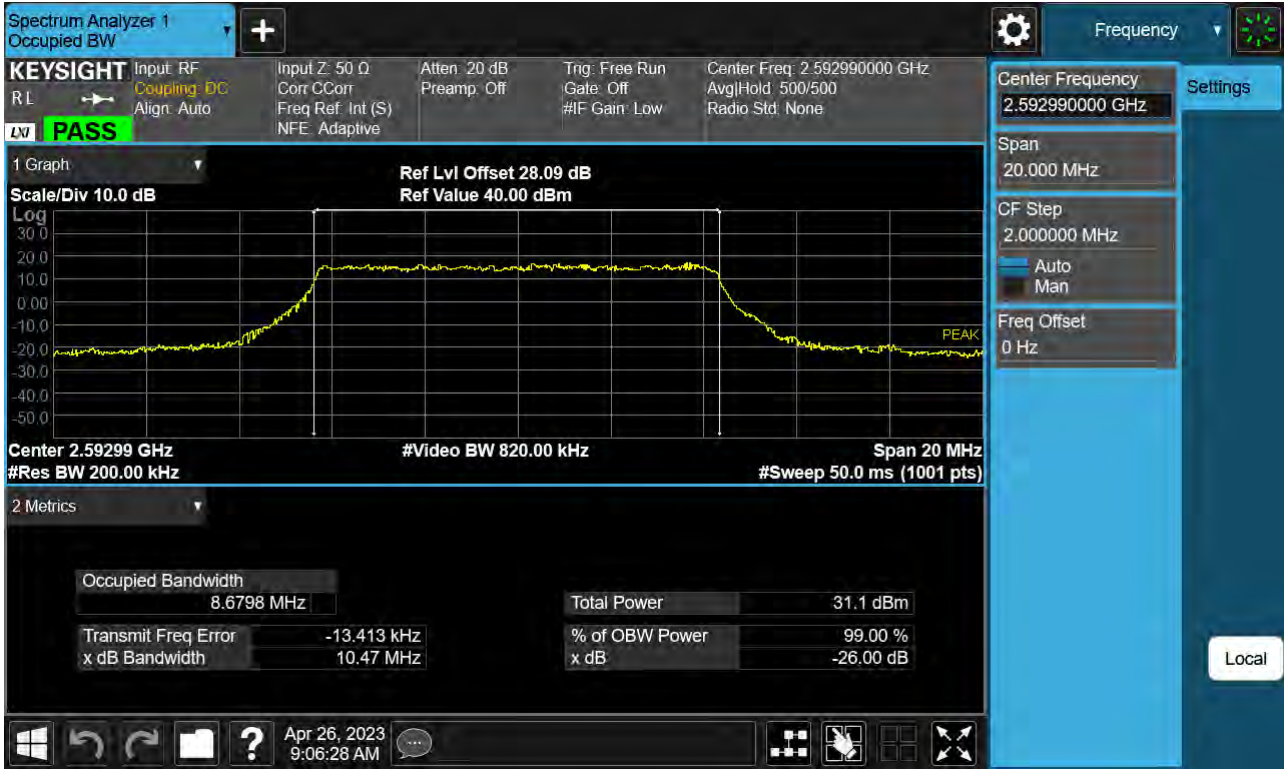 Spectrum Analyzer 1
Occupied BW
+
Frequency
KEYSIGHT
R L
LXI
PASS
Input: RF
Coupling: DC
Align: Auto
Input Z: 50 Ω
Corr CCorr
Freq Ref: Int (S)
NFE: Adaptive
Atten: 20 dB
Preamp: Off
Trig: Free Run
Gate: Off
#IF Gain: Low
Center Freq: 2.592990000 GHz
Avg|Hold: 500/500
Radio Std: None
Center Frequency
2.592990000 GHz
Settings
Span
20.000 MHz
CF Step
2.000000 MHz
Auto
Man
Freq Offset
0 Hz
Local
1 Graph
Scale/Div 10.0 dB
Ref Lvl Offset 28.09 dB
Ref Value 40.00 dBm
Log
30.0
20.0
10.0
0.00
-10.0
-20.0
-30.0
-40.0
-50.0
PEAK
Center 2.59299 GHz
#Video BW 820.00 kHz
Span 20 MHz
#Res BW 200.00 kHz
#Sweep 50.0 ms (1001 pts)
2 Metrics
Occupied Bandwidth
8.6798 MHz
Transmit Freq Error -13.413 kHz
x dB Bandwidth 10.47 MHz
Total Power 31.1 dBm
% of OBW Power 99.00 %
x dB -26.00 dB
?
Apr 26, 2023
9:06:28 AM